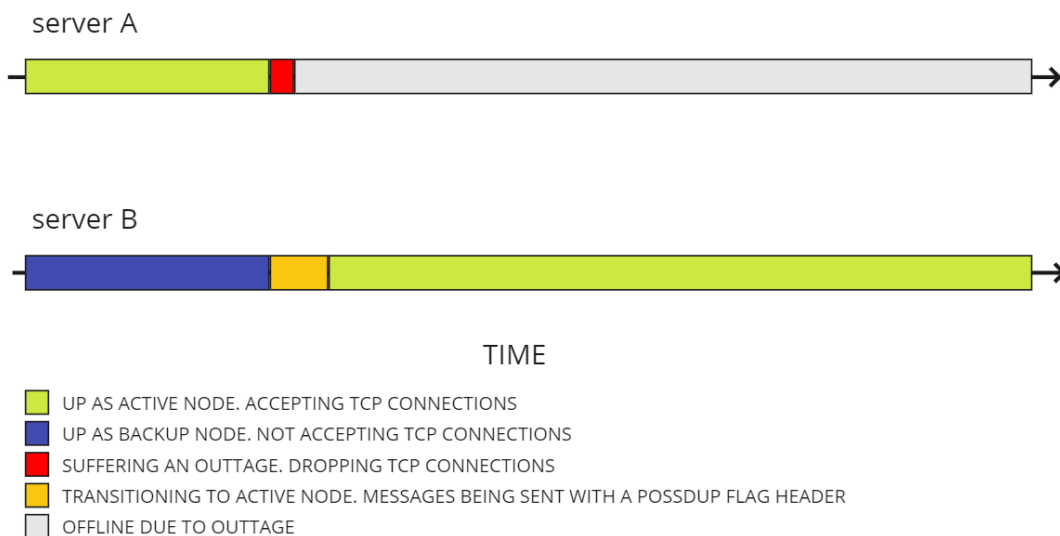 server A
server B
TIME
UP AS ACTIVE NODE. ACCEPTING TCP CONNECTIONS
UP AS BACKUP NODE. NOT ACCEPTING TCP CONNECTIONS
SUFFERING AN OUTTAGE. DROPPING TCP CONNECTIONS
TRANSITIONING TO ACTIVE NODE. MESSAGES BEING SENT WITH A POSSDUP FLAG HEADER
OFFLINE DUE TO OUTTAGE